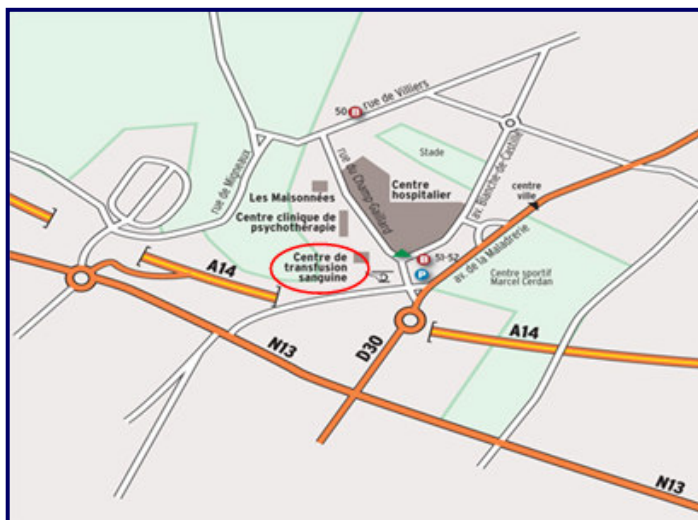 50 B
rue de Villiers
Stade
rue de Migneaux
rue du Champ-Gaillard
av. Blanche-de-Castille
Les Maisonnées
Centre
hospitalier
centre
ville
Centre clinique de
psychothérapie
Centre de
transfusion
sanguine
B 51-52
P
av. de la Maladrerie
Centre sportif
Marcel Cerdan
A14
A14
N13
D30
N13